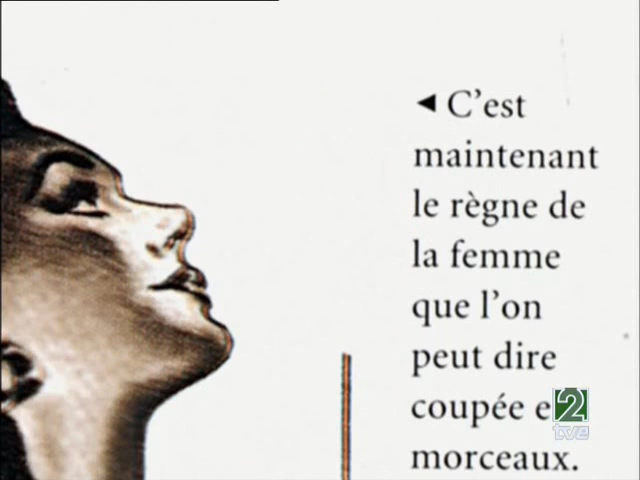 ◄ C'est
maintenant
le règne de
la femme
que l'on
peut dire
coupée e
morceaux.
2
tve